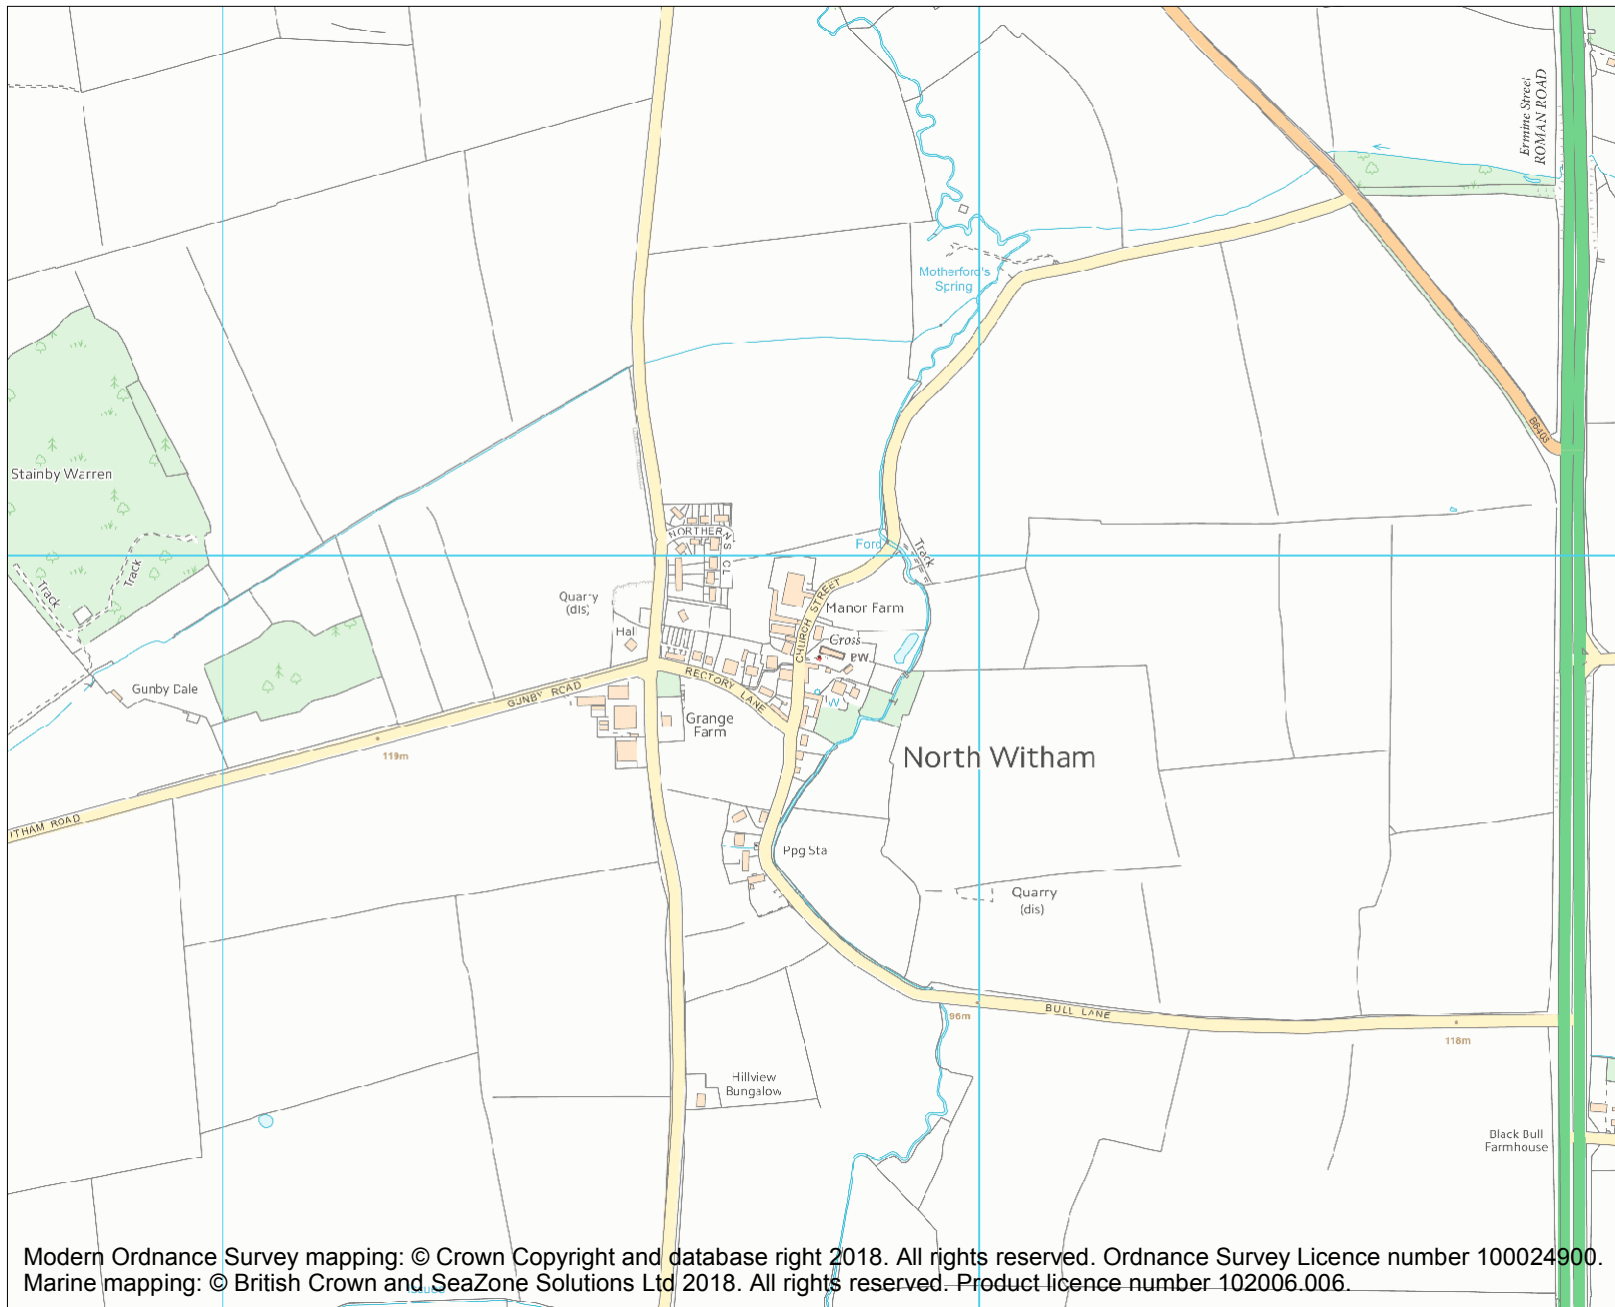 Ermine Street
ROMAN ROAD
Motherford's
Spring
B6403
Stainby Warren
NORTHERN'S CL
Ford
Track
Track
Track
Quarry
(dis)
CHURCH STREET
Manor Farm
Hall
Cross
PW
Gunby Dale
GUNBY ROAD
RECTORY LANE
W
Grange
Farm
119m
North Witham
THAM ROAD
Ppg Sta
Quarry
(dis)
96m
BULL LANE
118m
Hillview
Bungalow
Black Bull
Farmhouse
Modern Ordnance Survey mapping: © Crown Copyright and database right 2018. All rights reserved. Ordnance Survey Licence number 100024900.
Marine mapping: © British Crown and SeaZone Solutions Ltd 2018. All rights reserved. Product licence number 102006.006.